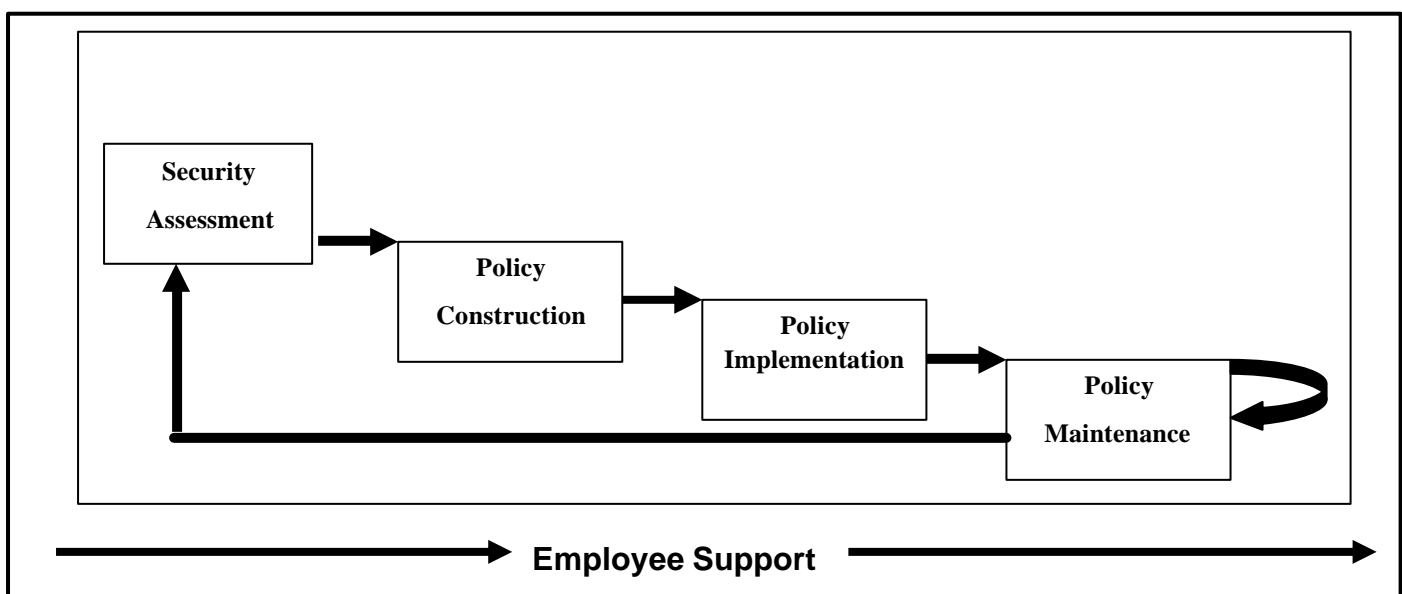 Security
Assessment
Policy
Construction
Policy
Implementation
Policy
Maintenance
Employee Support